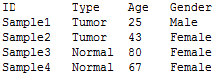 ID Type Age Gender
Sample1 Tumor 25 Male
Sample2 Tumor 43 Female
Sample3 Normal 80 Female
Sample4 Normal 67 Female